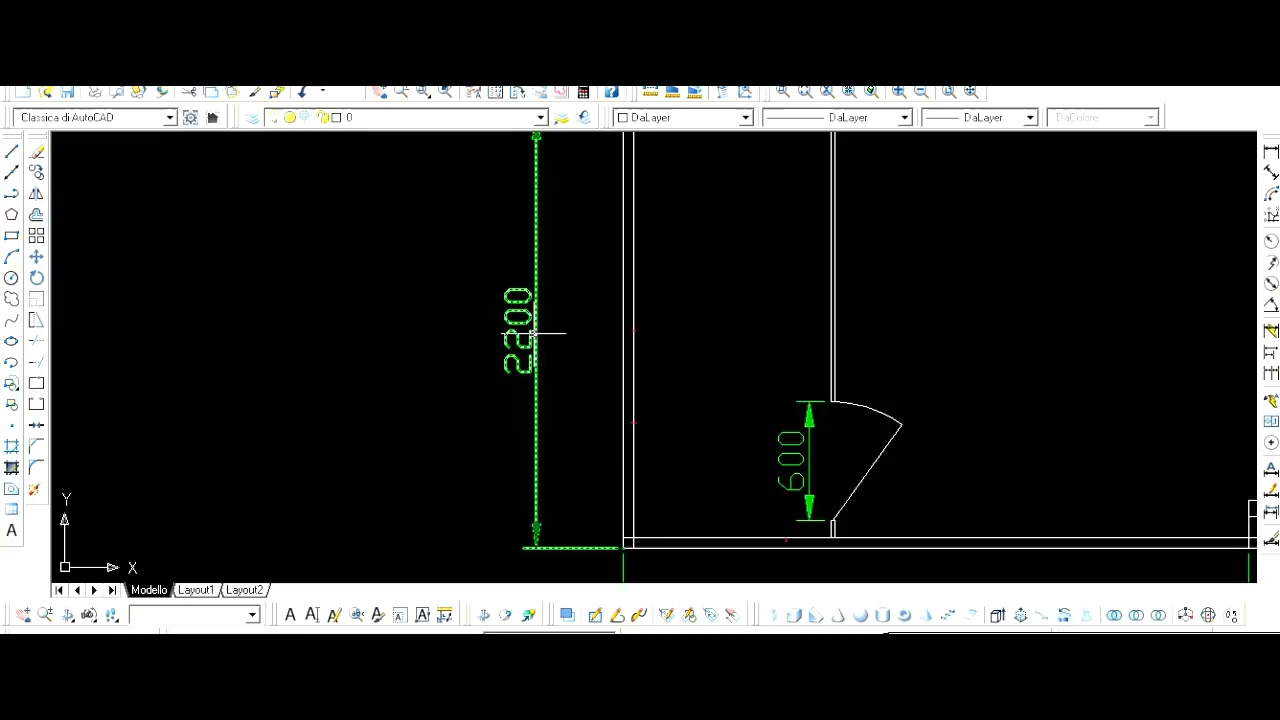 Classica di AutoCAD
0
DaLayer
DaLayer
DaLayer
DaColore
2200
600
Y
X
Modello
Layout1
Layout2